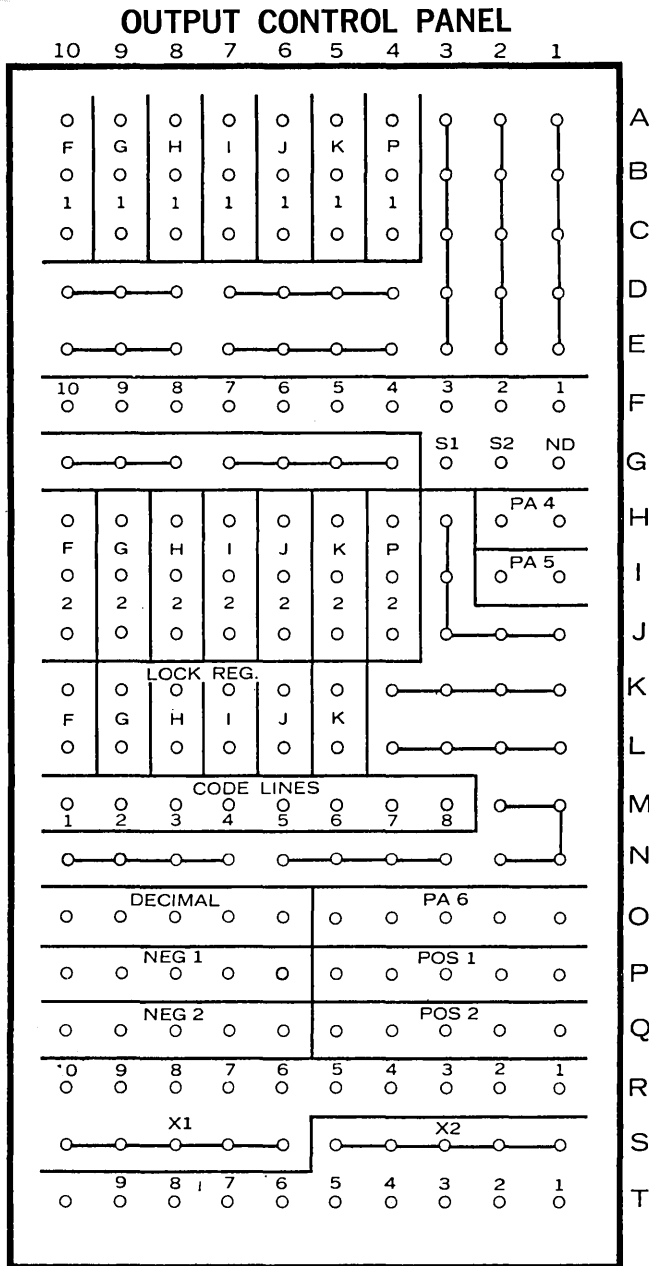 OUTPUT CONTROL PANEL
10 9 8 7 6 5 4 3 2 1
A
F G H I J K P
B
1 1 1 1 1 1 1
C
D
E
10 9 8 7 6 5 4 3 2 1
F
S1 S2 ND
G
PA 4
H
F G H I J K P
PA 5
I
2 2 2 2 2 2 2
J
LOCK REG.
K
F G H I J K
L
CODE LINES
M
1 2 3 4 5 6 7 8
N
DECIMAL PA 6
O
NEG 1 POS 1
P
NEG 2 POS 2
Q
10 9 8 7 6 5 4 3 2 1
R
X1 X2
S
9 8 7 6 5 4 3 2 1
T